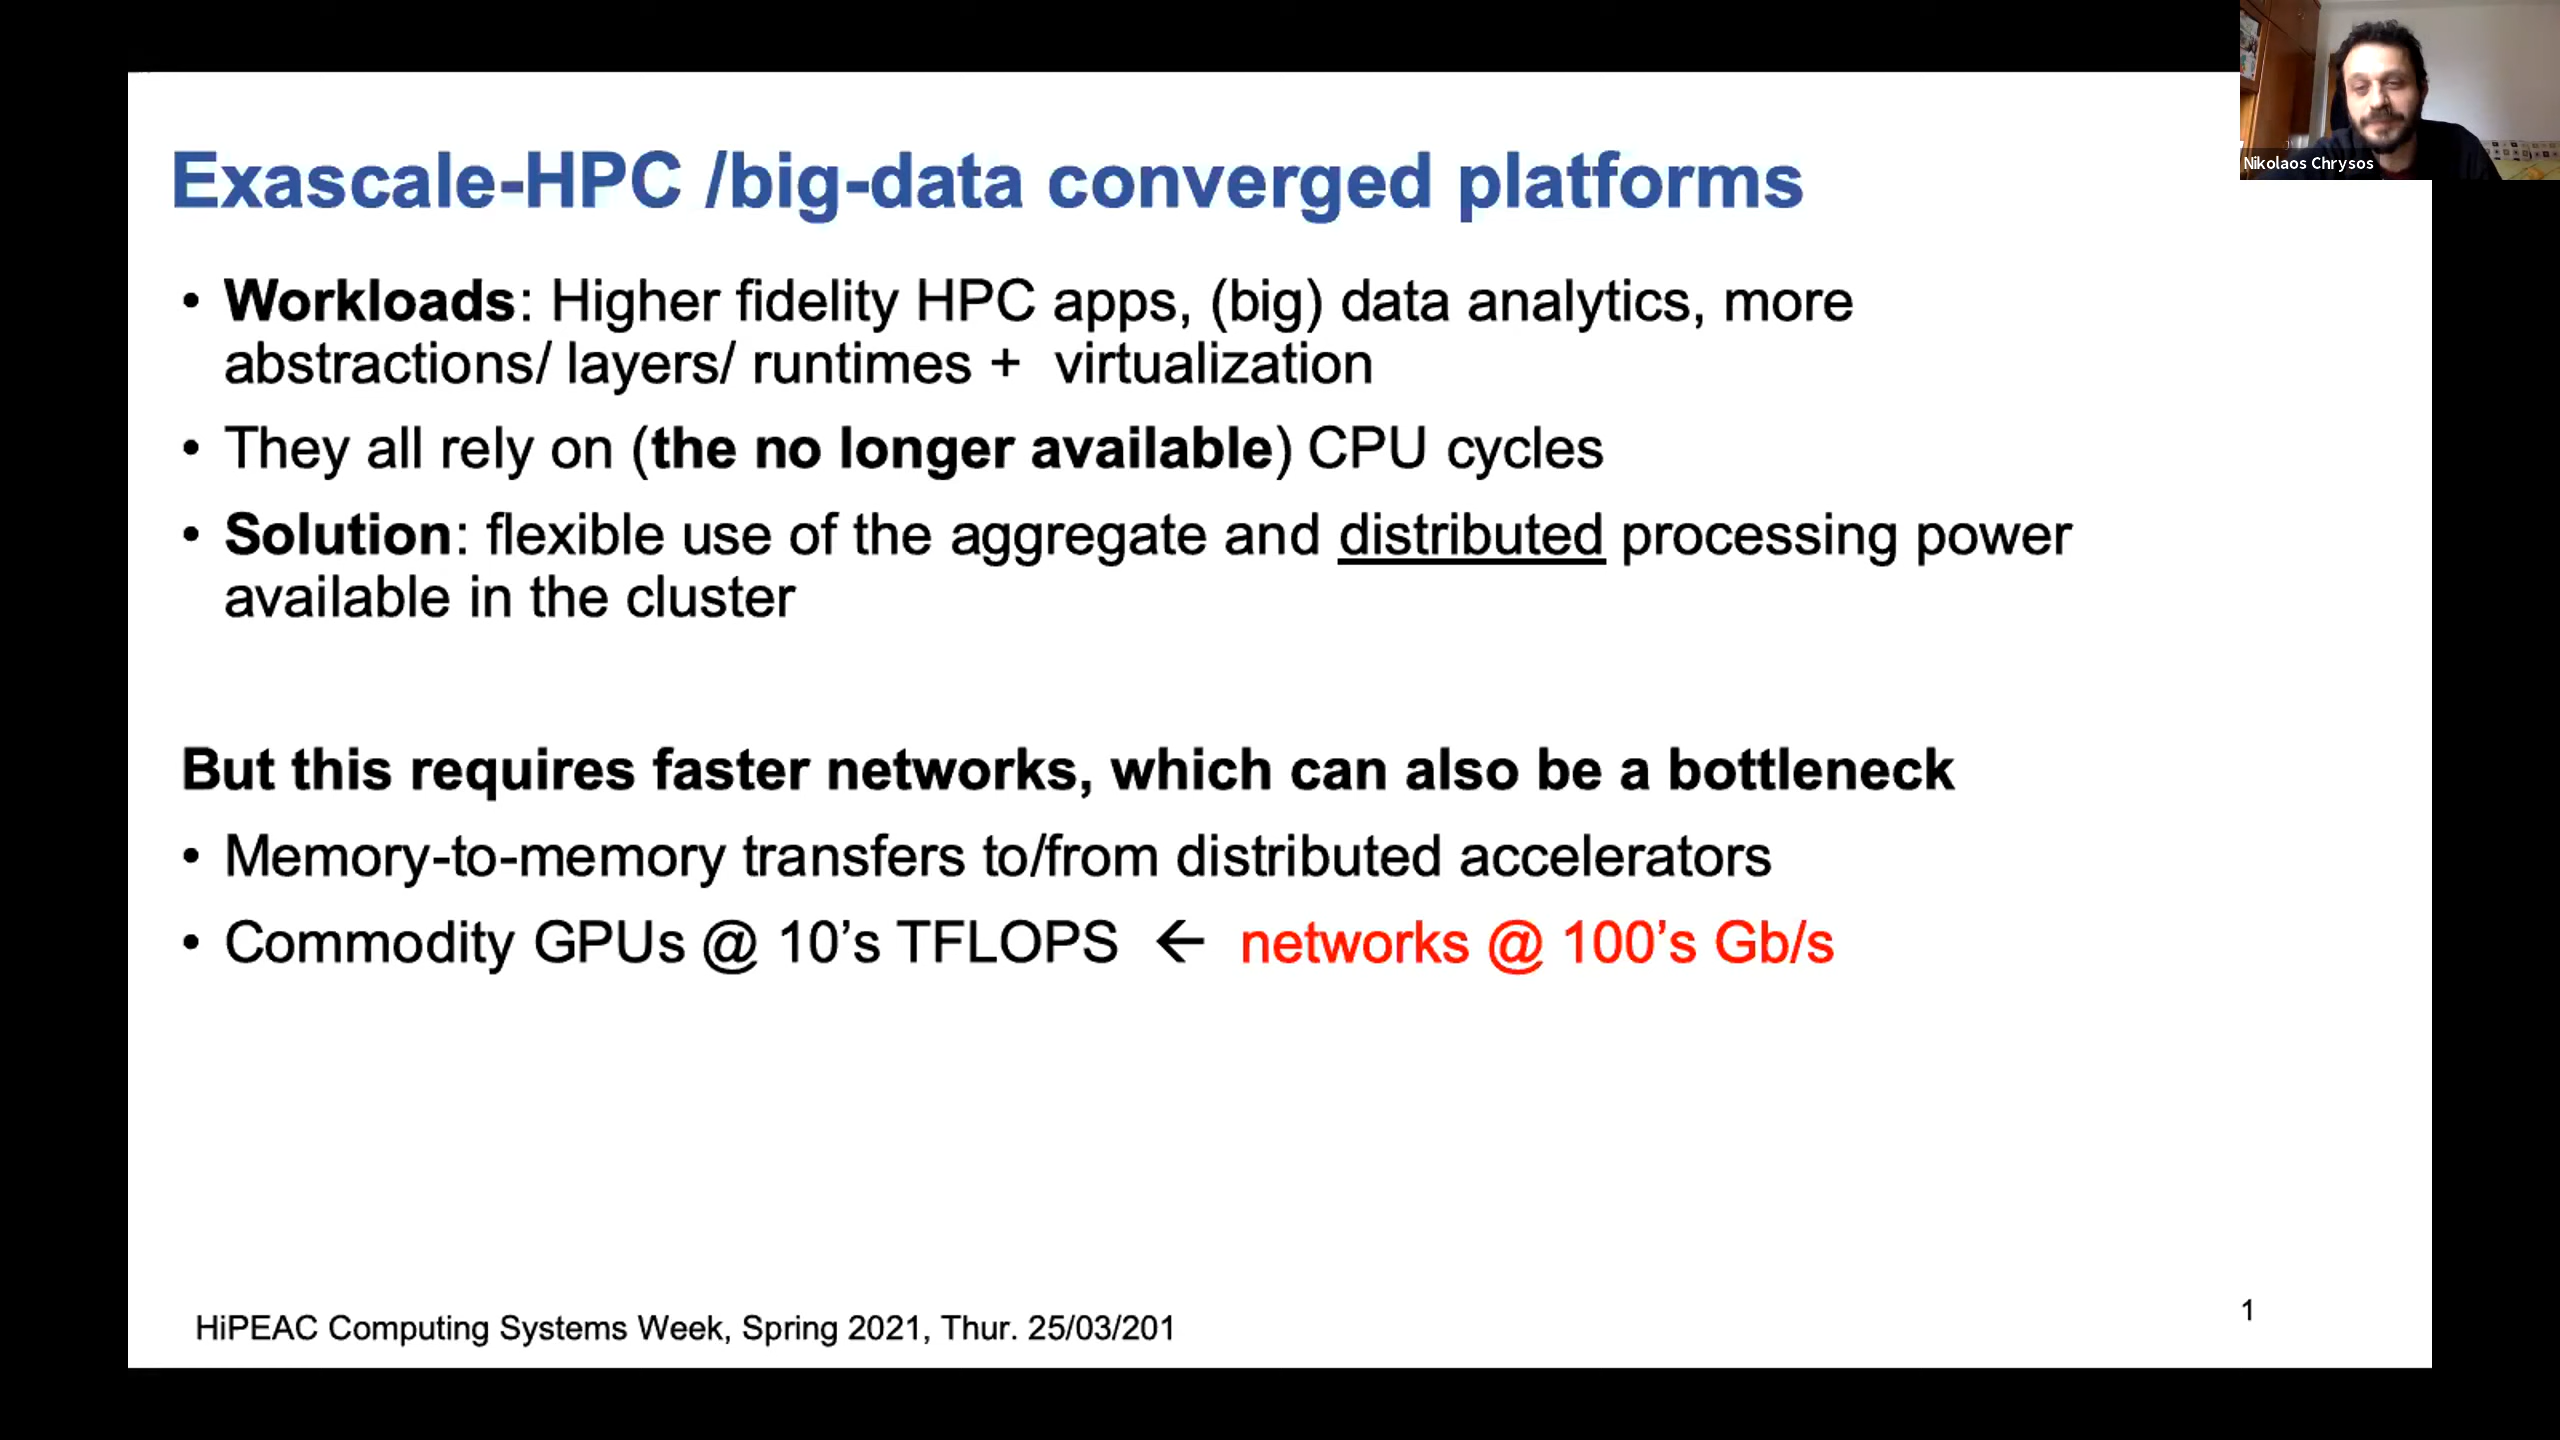 Exascale-HPC /big-data converged platforms
Nikolaos Chrysos
• Workloads: Higher fidelity HPC apps, (big) data analytics, more
abstractions/ layers/ runtimes +  virtualization
• They all rely on (the no longer available) CPU cycles
• Solution: flexible use of the aggregate and distributed processing power
available in the cluster
But this requires faster networks, which can also be a bottleneck
• Memory-to-memory transfers to/from distributed accelerators
• Commodity GPUs @ 10’s TFLOPS ← networks @ 100’s Gb/s
HiPEAC Computing Systems Week, Spring 2021, Thur. 25/03/201
1